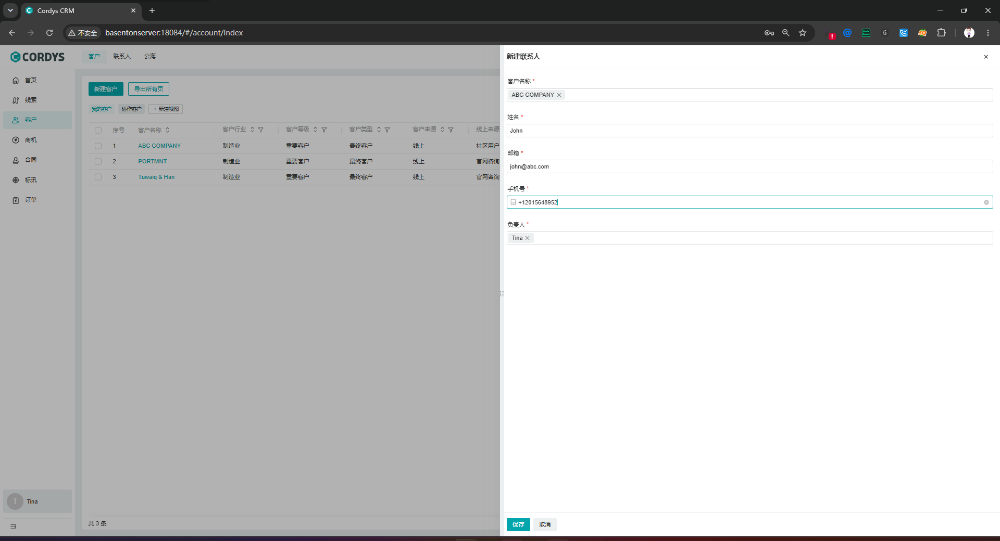 Cordys CRM
不安全
basentonserver:18084/#/account/index
CORDYS
客户 联系人 公海
首页
线索
客户
商机
合同
标讯
订单
T Tina
新建客户 导出所有页
我的客户 协作客户 + 新建视图
序号 客户名称 客户行业 客户等级 客户类型 客户来源 线上来源
1 ABC COMPANY 制造业 重要客户 最终客户 线上 社区用户
2 PORTMNT 制造业 重要客户 最终客户 线上 官网咨询
3 Tuwaiq & Han 制造业 重要客户 最终客户 线上 官网咨询
共 3 条
新建联系人
客户名称 *
ABC COMPANY
姓名 *
John
邮箱 *
john@abc.com
手机号 *
+12015648952
负责人 *
Tina
保存 取消